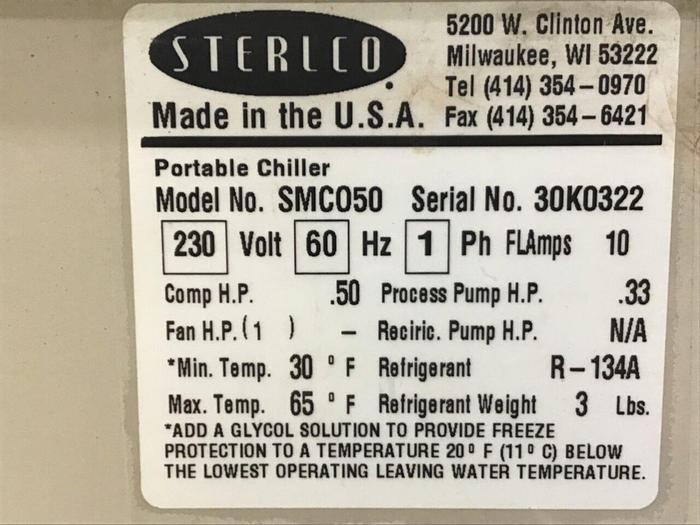 STERLCO
5200 W. Clinton Ave.
Milwaukee, WI 53222
Tel (414) 354-0970
Made in the U.S.A. Fax (414) 354-6421
Portable Chiller
Model No. SMC050 Serial No. 30K0322
230 Volt 60 Hz 1 Ph FLAmps 10
Comp H.P. .50 Process Pump H.P. .33
Fan H.P. (1 ) - Reciric. Pump H.P. N/A
*Min. Temp. 30 ° F Refrigerant R-134A
Max. Temp. 65 ° F Refrigerant Weight 3 Lbs.
*ADD A GLYCOL SOLUTION TO PROVIDE FREEZE
PROTECTION TO A TEMPERATURE 20° F (11° C) BELOW
THE LOWEST OPERATING LEAVING WATER TEMPERATURE.